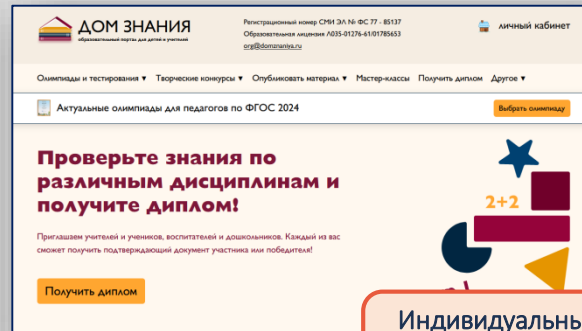 ДОМ ЗНАНИЯ
образовательный портал для детей и учителей
Регистрационный номер СМИ ЭЛ № ФС 77 - 85137
Образовательная лицензия Л035-01276-61/01785653
org@domznaniya.ru
личный кабинет
Олимпиады и тестирования ▼ Творческие конкурсы ▼ Опубликовать материал ▼ Мастер-классы Получить диплом Другое ▼
Актуальные олимпиады для педагогов по ФГОС 2024
Выбрать олимпиаду
Проверьте знания по
различным дисциплинам и
получите диплом!
2+2
Приглашаем учителей и учеников, воспитателей и дошкольников. Каждый из вас
сможет получить подтверждающий документ участника или победителя!
Получить диплом